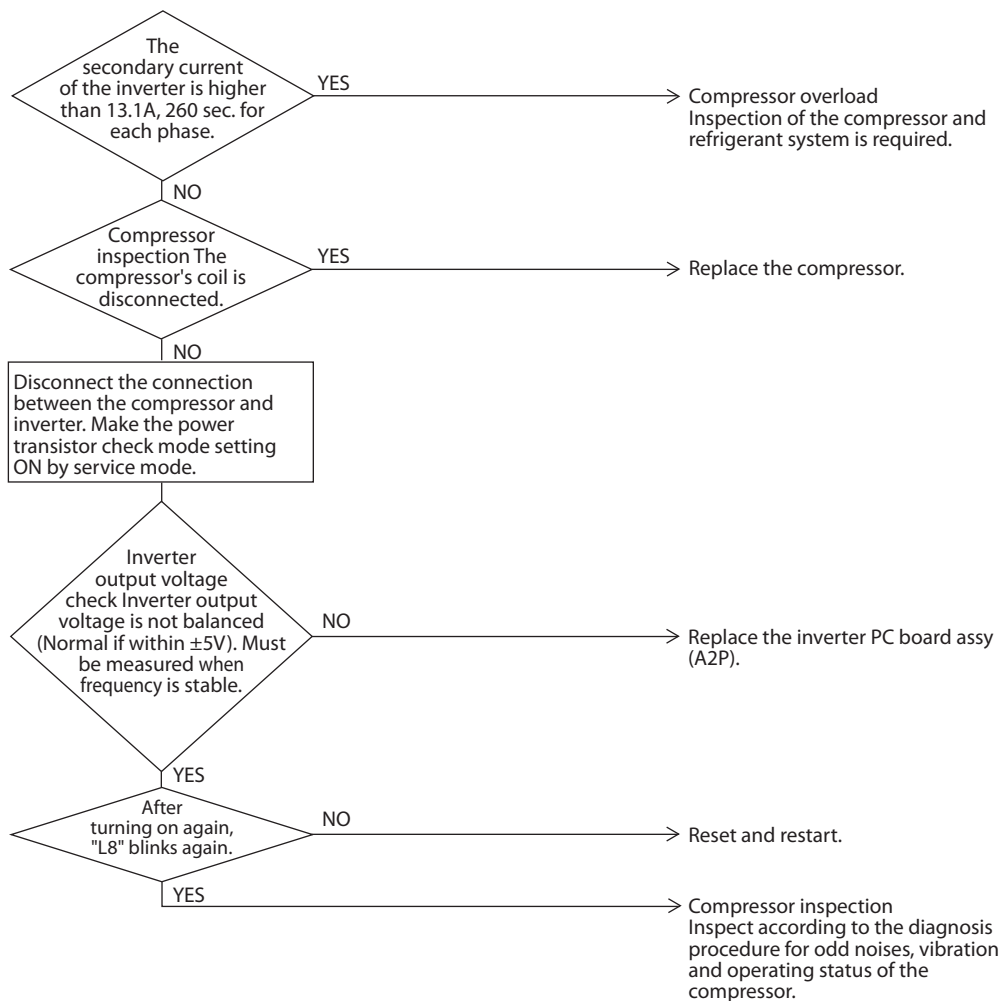 The
secondary current
of the inverter is higher
than 13.1A, 260 sec. for
each phase.
YES
Compressor overload
Inspection of the compressor and
refrigerant system is required.
NO
Compressor
inspection The
compressor's coil is
disconnected.
YES
Replace the compressor.
NO
Disconnect the connection
between the compressor and
inverter. Make the power
transistor check mode setting
ON by service mode.
Inverter
output voltage
check Inverter output
voltage is not balanced
(Normal if within ±5V). Must
be measured when
frequency is stable.
NO
Replace the inverter PC board assy
(A2P).
YES
After
turning on again,
"L8" blinks again.
NO
Reset and restart.
YES
Compressor inspection
Inspect according to the diagnosis
procedure for odd noises, vibration
and operating status of the
compressor.